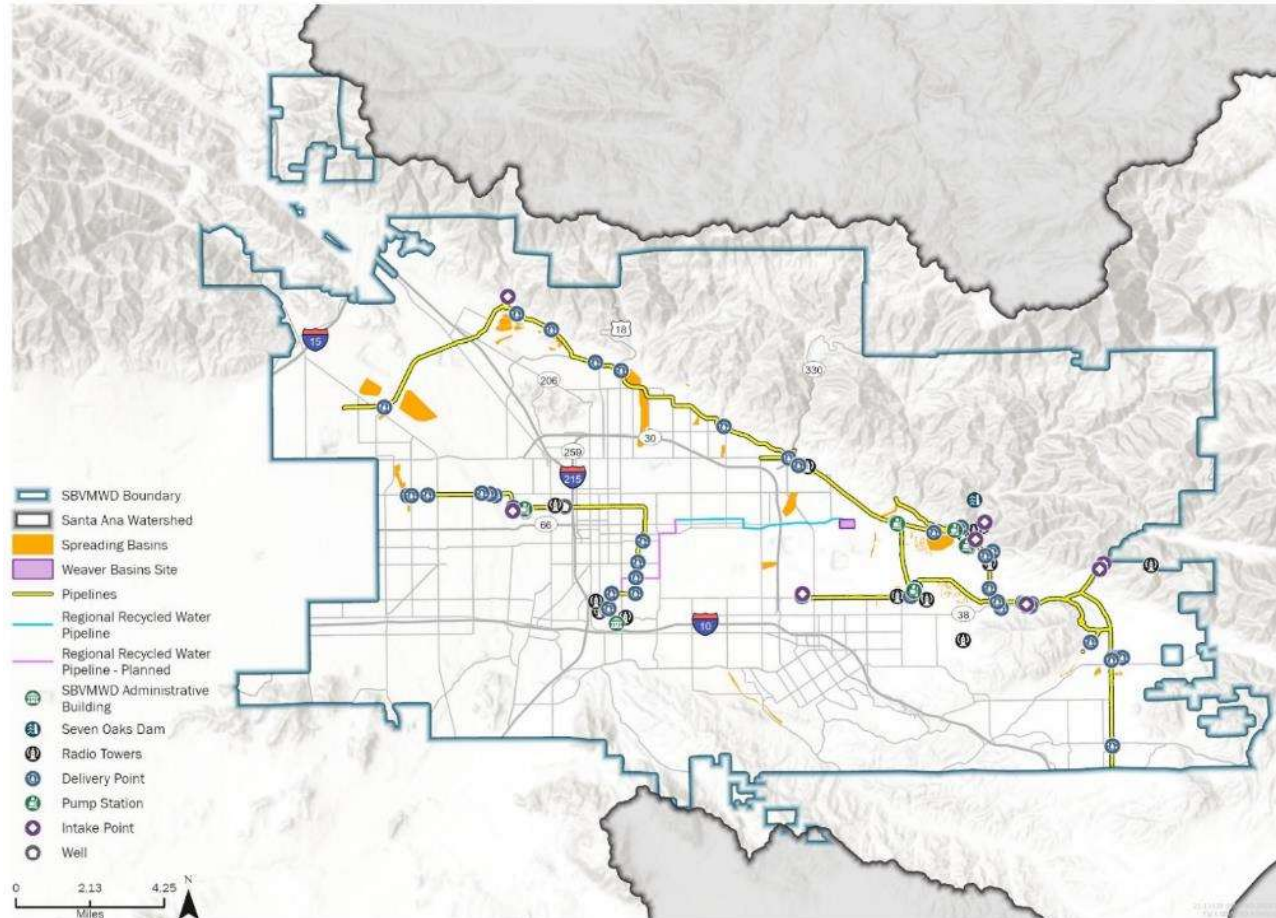 15
18
330
206
30
259
215
66
38
10
SBVMWD Boundary
Santa Ana Watershed
Spreading Basins
Weaver Basins Site
Pipelines
Regional Recycled Water
Pipeline
Regional Recycled Water
Pipeline - Planned
SBVMWD Administrative
Building
Seven Oaks Dam
Radio Towers
Delivery Point
Pump Station
Intake Point
Well
0 2.13 4.25
Miles
N